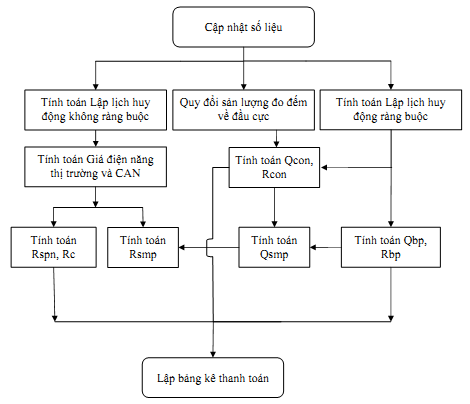 Cập nhật số liệu
Tính toán Lập lịch huy
động không ràng buộc
Quy đổi sản lượng đo đếm
về đầu cực
Tính toán Lập lịch huy
động ràng buộc
Tính toán Giá điện năng
thị trường và CAN
Tính toán Qcon,
Rcon
Tính toán
Rspn, Rc
Tính toán
Rsmp
Tính toán
Qsmp
Tính toán Qbp,
Rbp
Lập bảng kê thanh toán